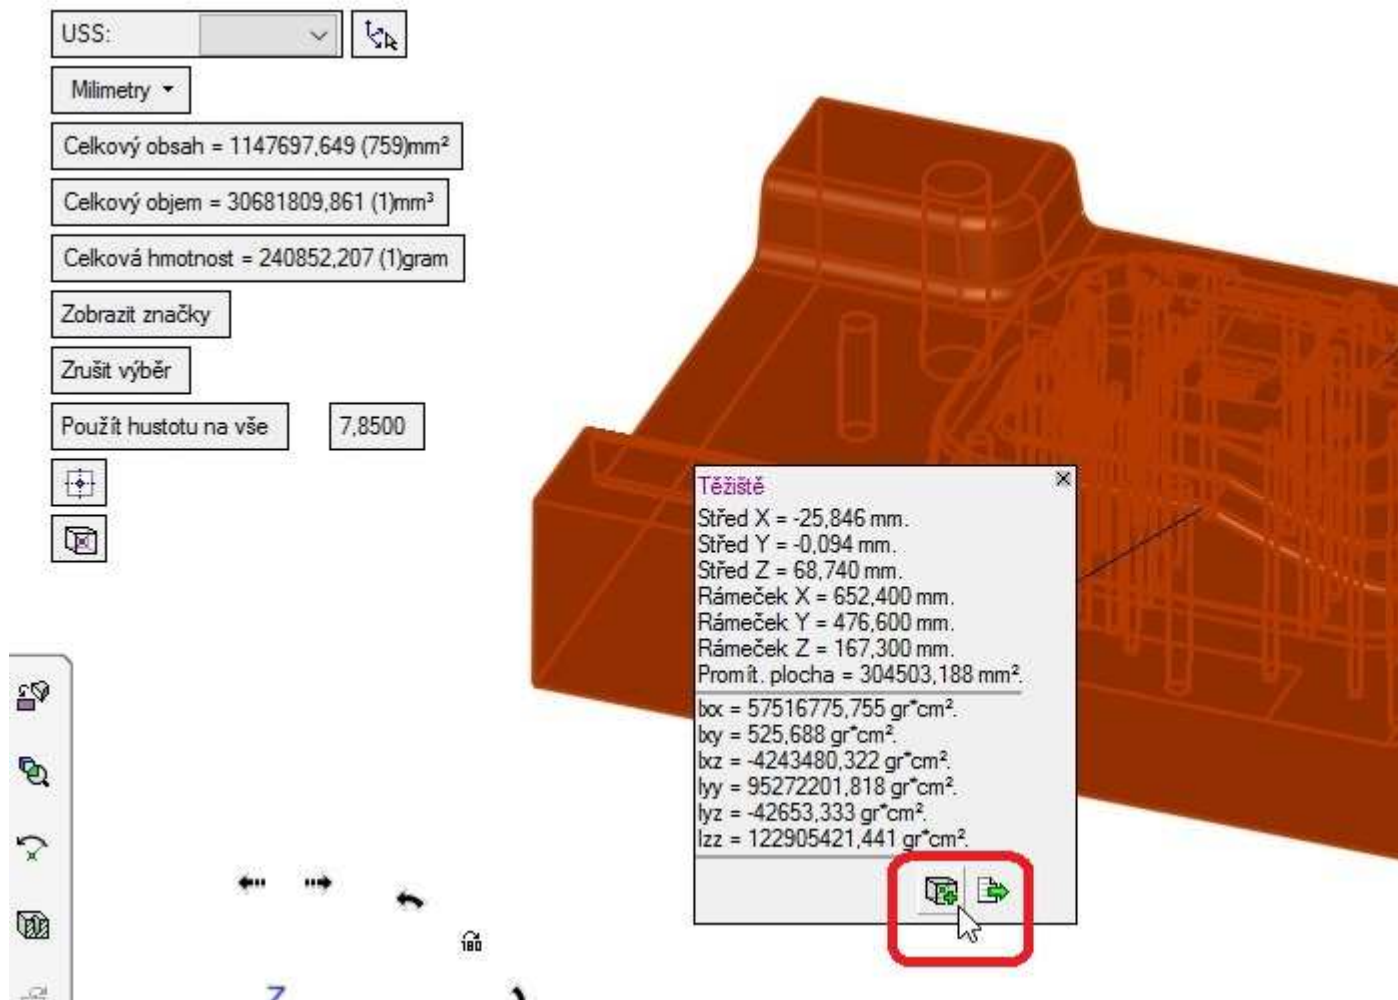 USS:
Milimetry
Celkový obsah = 1147697,649 (759)mm²
Celkový objem = 30681809,861 (1)mm³
Celková hmotnost = 240852,207 (1)gram
Zobrazit značky
Zrušit výběr
Použít hustotu na vše 7,8500
Těžiště
Střed X = -25,846 mm.
Střed Y = -0,094 mm.
Střed Z = 68,740 mm.
Rámeček X = 652,400 mm.
Rámeček Y = 476,600 mm.
Rámeček Z = 167,300 mm.
Promít. plocha = 304503,188 mm².
Ixx = 57516775,755 gr*cm².
Ixy = 525,688 gr*cm².
Ixz = -4243480,322 gr*cm².
Iyy = 95272201,818 gr*cm².
Iyz = -42653,333 gr*cm².
Izz = 122905421,441 gr*cm².
180
Z